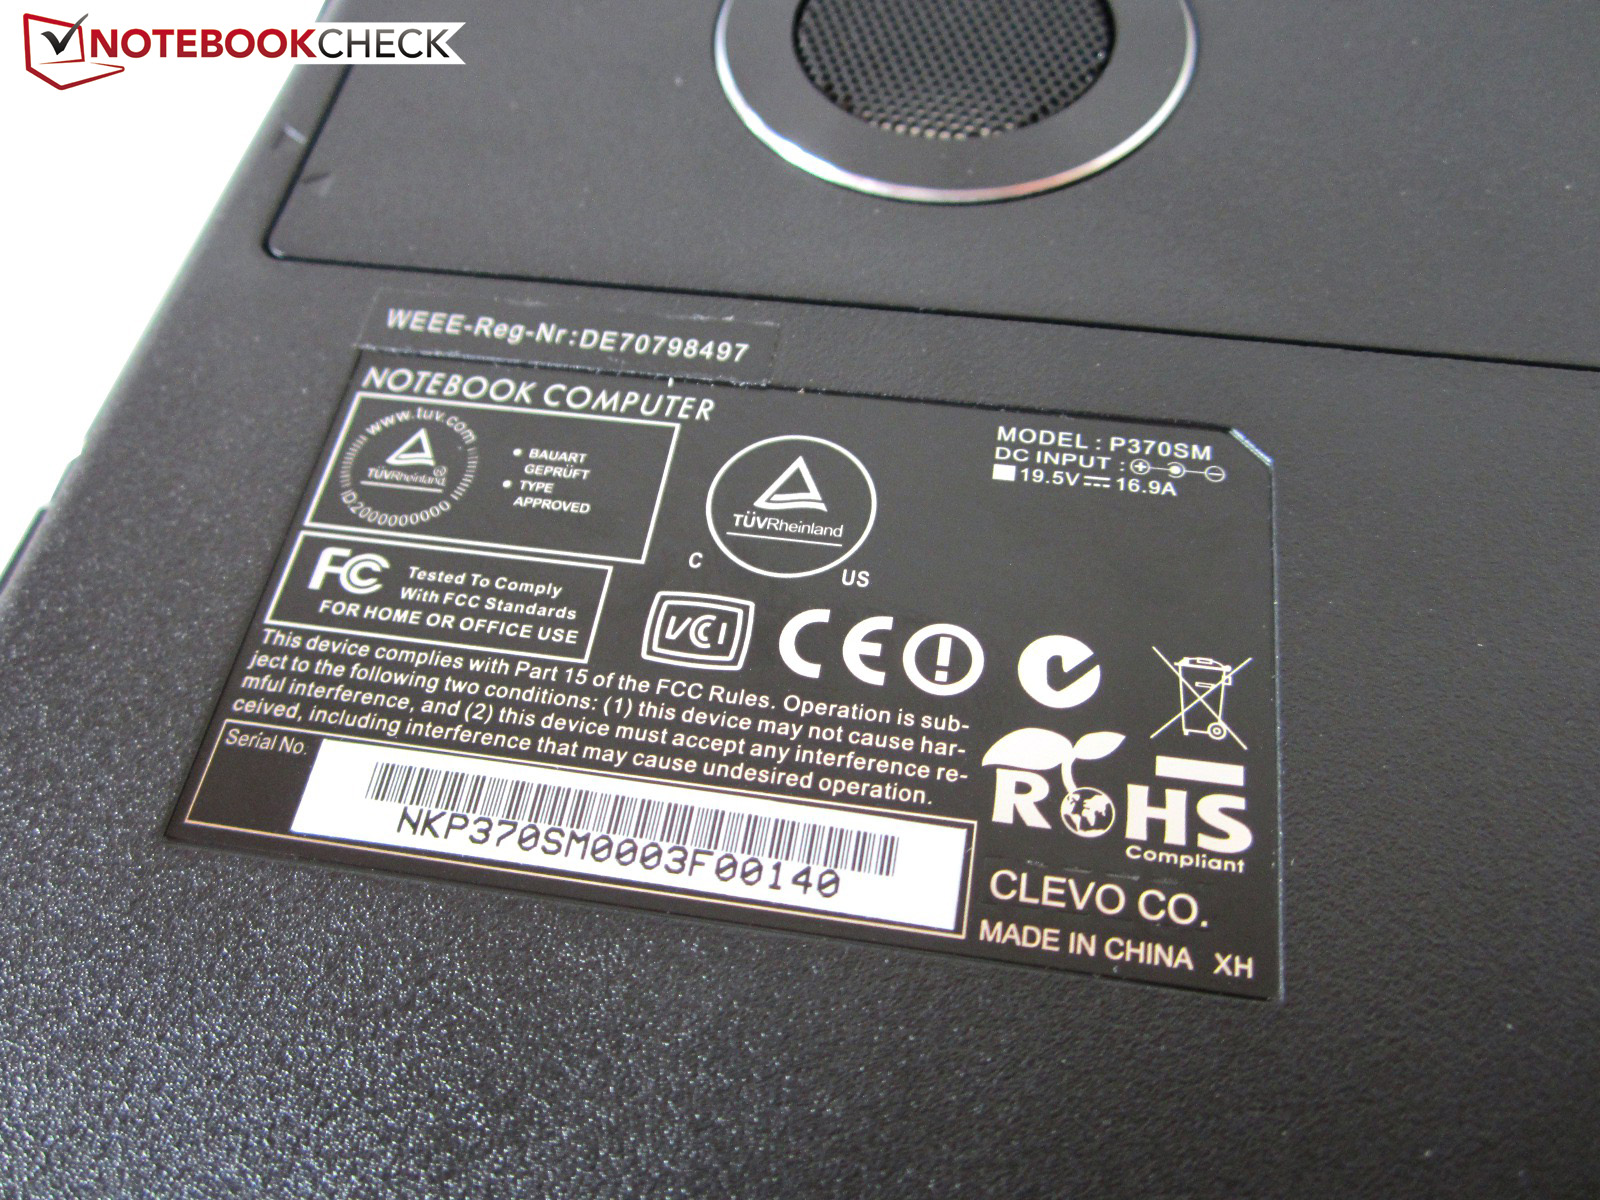 NOTEBOOKCHECK
WEEE-Reg-Nr:DE70798497
NOTEBOOK COMPUTER
www.tuv.com
TÜVRheinland
ID2000000000
• BAUART
GEPRÜFT
• TYPE
APPROVED
TÜVRheinland
C
US
MODEL : P370SM
DC INPUT :
19.5V 16.9A
FC Tested To Comply
With FCC Standards
FOR HOME OR OFFICE USE
VCI
CE
This device complies with Part 15 of the FCC Rules. Operation is sub-
ject to the following two conditions: (1) this device may not cause har-
mful interference, and (2) this device must accept any interference re-
ceived, including interference that may cause undesired operation.
Serial No.
NKP370SM0003F00140
RoHS
Compliant
CLEVO CO.
MADE IN CHINA XH